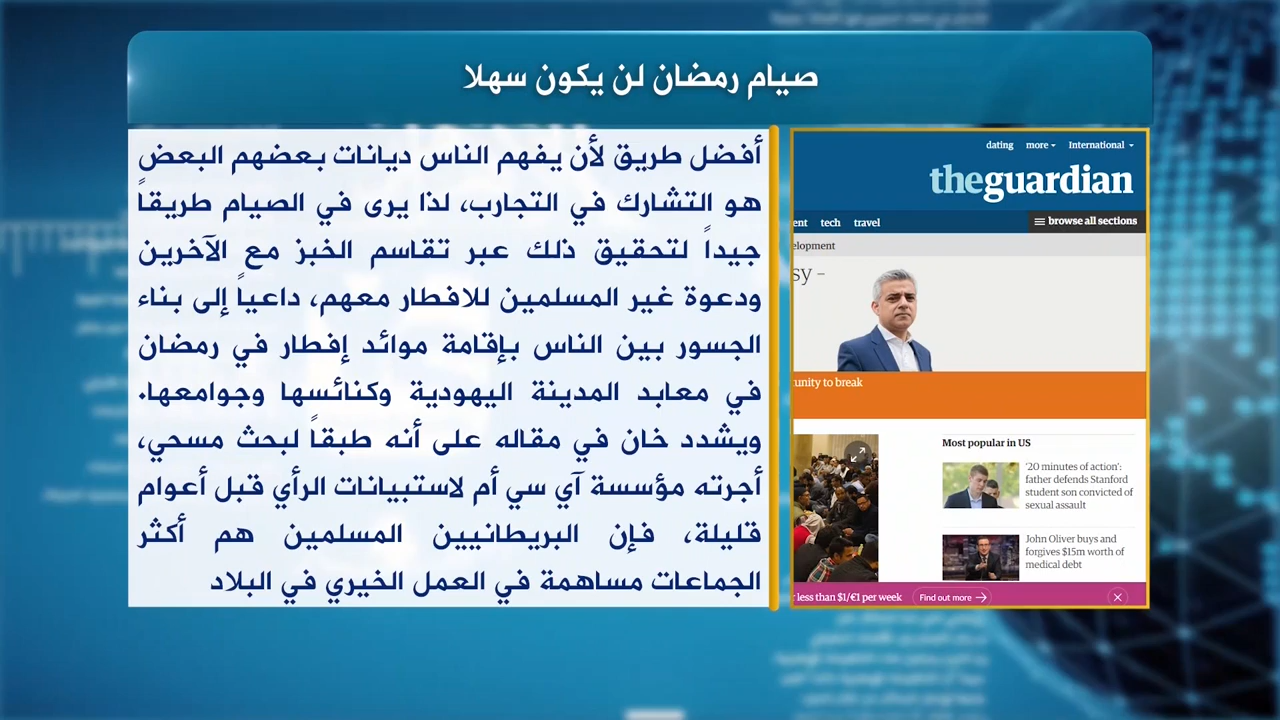 صيام رمضان لن يكون سهلا
أفضل طريق لأن يفهم الناس ديانات بعضهم البعض
هو التشارك في التجارب، لذا يرى في الصيام طريقاً
جيداً لتحقيق ذلك عبر تقاسم الخبز مع الآخرين
ودعوة غير المسلمين للافطار معهم، داعياً إلى بناء
الجسور بين الناس بإقامة موائد إفطار في رمضان
في معابد المدينة اليهودية وكنائسها وجوامعها.
ويشدد خان في مقاله على أنه طبقاً لبحث مسحي،
أجرته مؤسسة آي سي أم لاستبيانات الرأي قبل أعوام
قليلة، فإن البريطانيين المسلمين هم أكثر
الجماعات مساهمة في العمل الخيري في البلاد
dating more International
theguardian
ent tech travel browse all sections
elopment
sy –
unity to break
Most popular in US
‘20 minutes of action’:
father defends Stanford
student son convicted of
sexual assault
John Oliver buys and
forgives $15m worth of
medical debt
r less than $1/€1 per week Find out more →